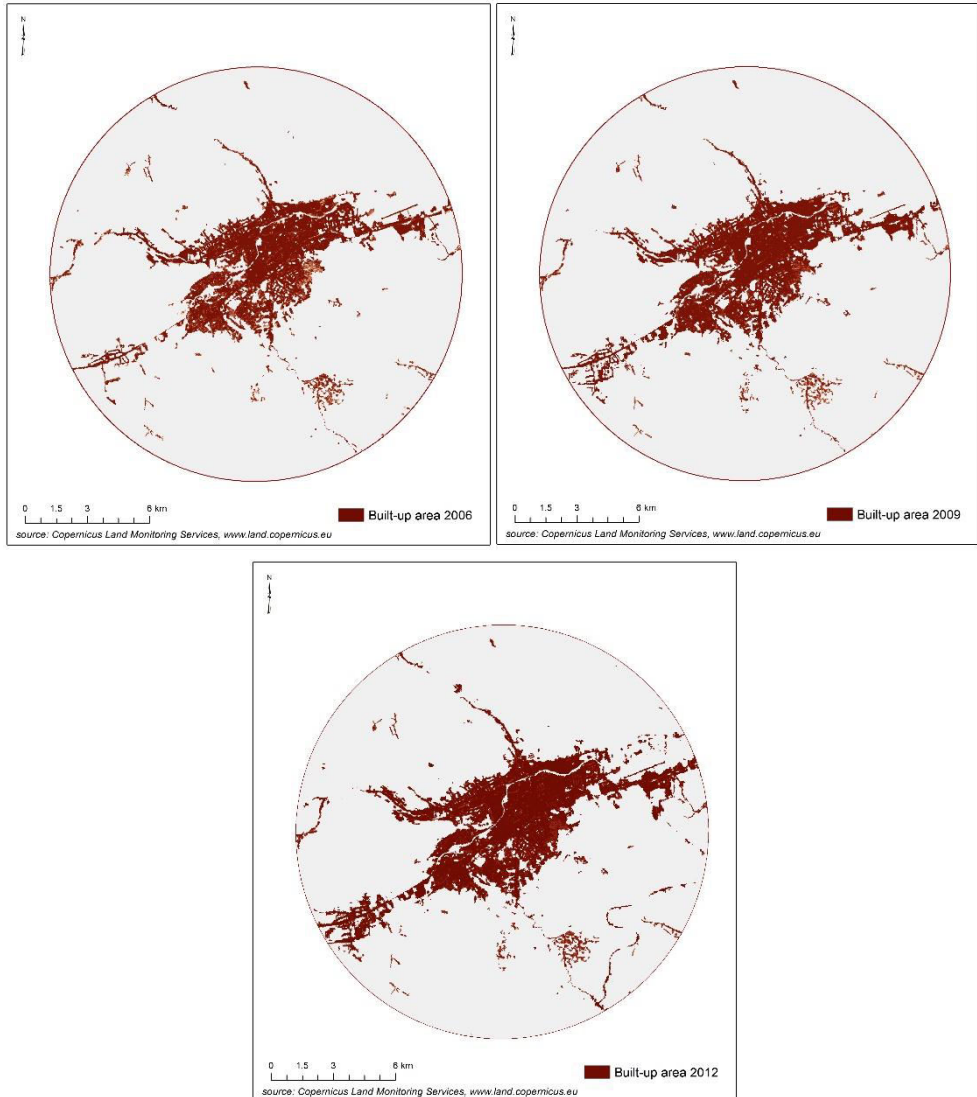 N
0 1.5 3 6 km
Built-up area 2006
source: Copernicus Land Monitoring Services, www.land.copernicus.eu
N
0 1.5 3 6 km
Built-up area 2009
source: Copernicus Land Monitoring Services, www.land.copernicus.eu
N
0 1.5 3 6 km
Built-up area 2012
source: Copernicus Land Monitoring Services, www.land.copernicus.eu